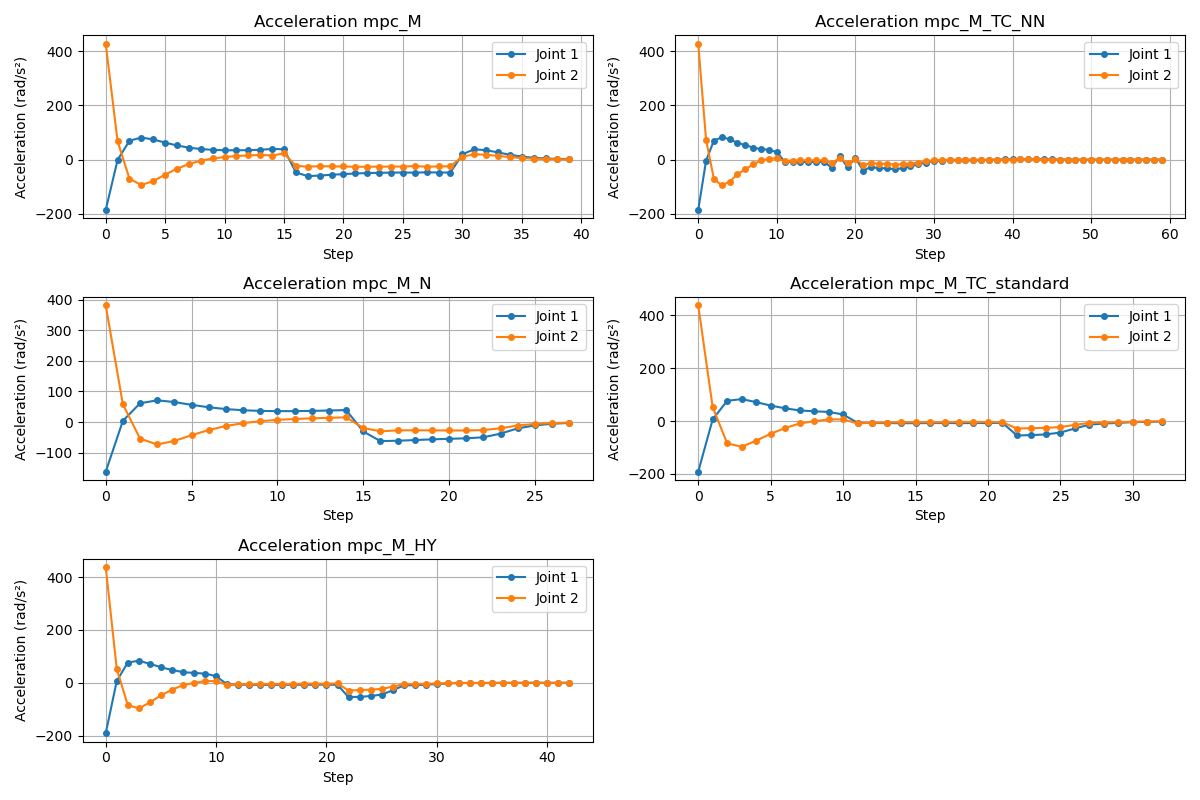 Acceleration mpc_M
Acceleration (rad/s²)
400
200
0
−200
Joint 1
Joint 2
0 5 10 15 20 25 30 35 40
Step
Acceleration mpc_M_TC_NN
Acceleration (rad/s²)
400
200
0
−200
Joint 1
Joint 2
0 10 20 30 40 50 60
Step
Acceleration mpc_M_N
Acceleration (rad/s²)
400
300
200
100
0
−100
Joint 1
Joint 2
0 5 10 15 20 25
Step
Acceleration mpc_M_TC_standard
Acceleration (rad/s²)
400
200
0
−200
Joint 1
Joint 2
0 5 10 15 20 25 30
Step
Acceleration mpc_M_HY
Acceleration (rad/s²)
400
200
0
−200
Joint 1
Joint 2
0 10 20 30 40
Step